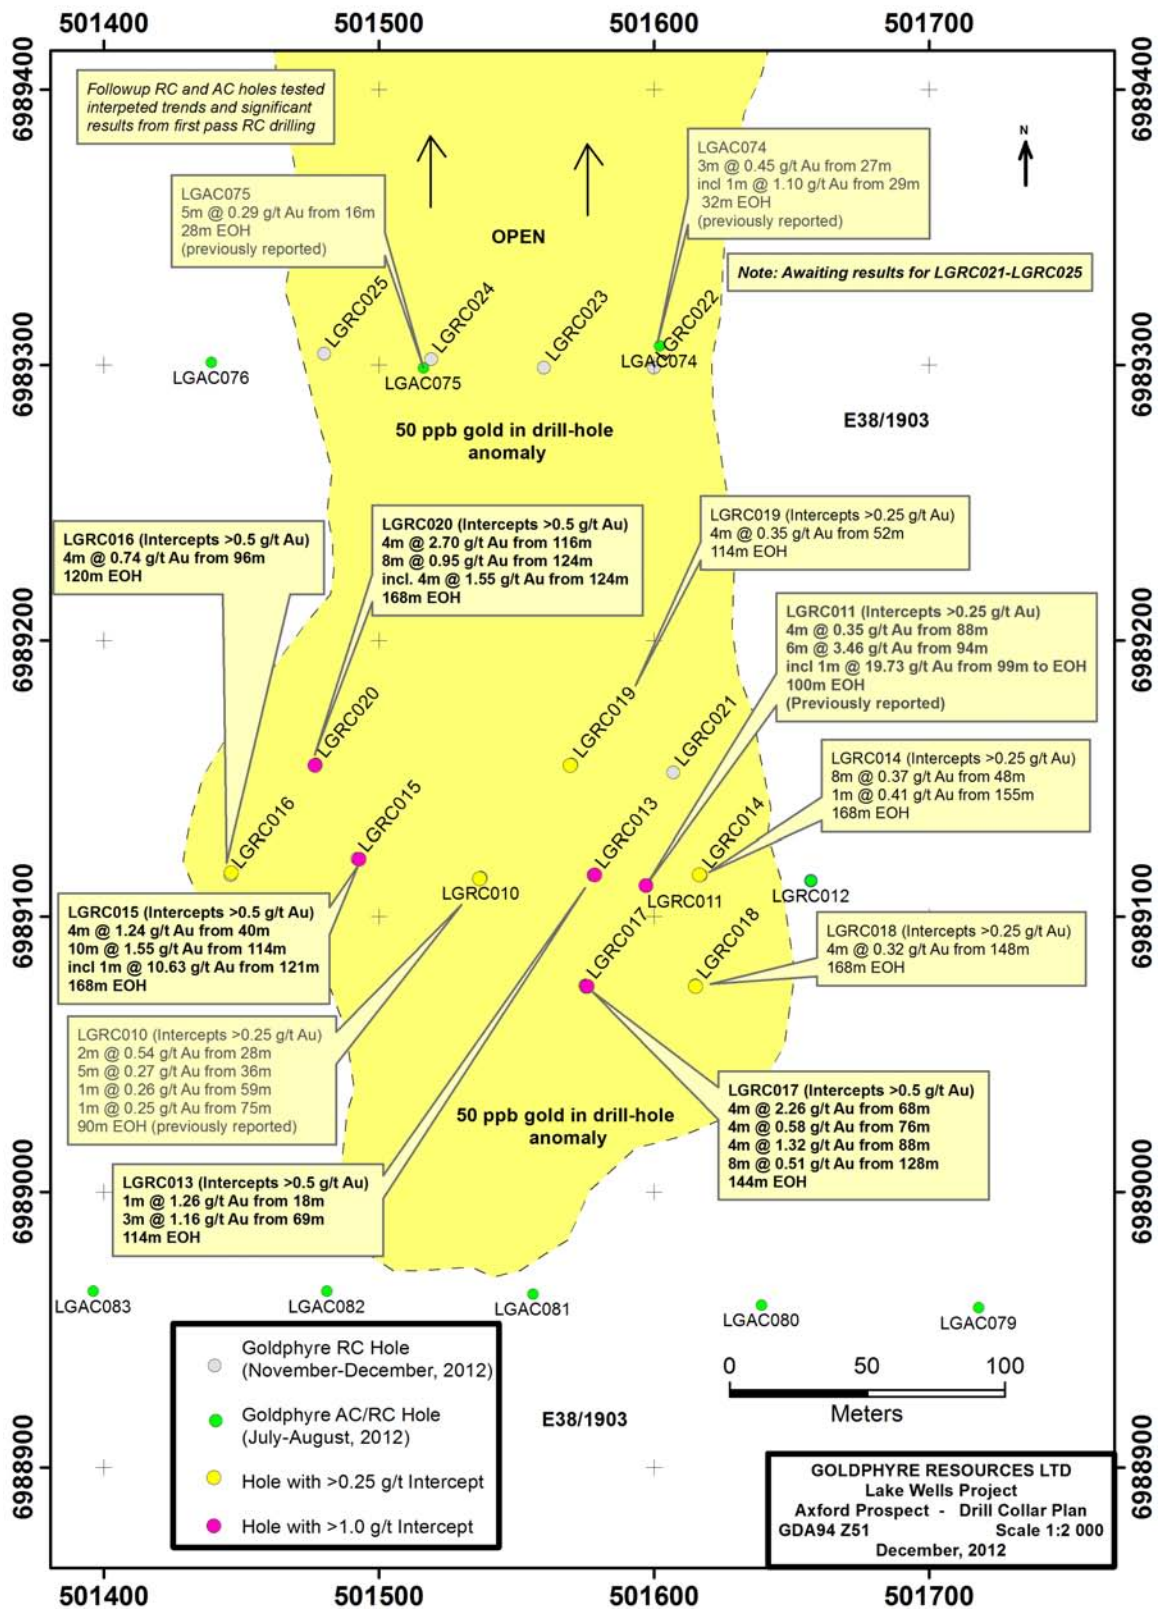 501400
501500
501600
501700
6989400
6989400
Followup RC and AC holes tested
interpeted trends and significant
results from first pass RC drilling
N
LGAC074
3m @ 0.45 g/t Au from 27m
incl 1m @ 1.10 g/t Au from 29m
32m EOH
(previously reported)
LGAC075
5m @ 0.29 g/t Au from 16m
28m EOH
(previously reported)
OPEN
Note: Awaiting results for LGRC021-LGRC025
LGRC025
LGRC024
LGRC023
LGRC022
6989300
6989300
LGAC076
LGAC075
LGAC074
50 ppb gold in drill-hole
anomaly
E38/1903
LGRC016 (Intercepts >0.5 g/t Au)
4m @ 0.74 g/t Au from 96m
120m EOH
LGRC020 (Intercepts >0.5 g/t Au)
4m @ 2.70 g/t Au from 116m
8m @ 0.95 g/t Au from 124m
incl. 4m @ 1.55 g/t Au from 124m
168m EOH
LGRC019 (Intercepts >0.25 g/t Au)
4m @ 0.35 g/t Au from 52m
114m EOH
6989200
6989200
LGRC011 (Intercepts >0.25 g/t Au)
4m @ 0.35 g/t Au from 88m
6m @ 3.46 g/t Au from 94m
incl 1m @ 19.73 g/t Au from 99m to EOH
100m EOH
(Previously reported)
LGRC020
LGRC019
LGRC021
LGRC014 (Intercepts >0.25 g/t Au)
8m @ 0.37 g/t Au from 48m
1m @ 0.41 g/t Au from 155m
168m EOH
LGRC016
LGRC015
LGRC013
LGRC014
LGRC010
LGRC011
LGRC012
6989100
6989100
LGRC015 (Intercepts >0.5 g/t Au)
4m @ 1.24 g/t Au from 40m
10m @ 1.55 g/t Au from 114m
incl 1m @ 10.63 g/t Au from 121m
168m EOH
LGRC017
LGRC018
LGRC018 (Intercepts >0.25 g/t Au)
4m @ 0.32 g/t Au from 148m
168m EOH
LGRC010 (Intercepts >0.25 g/t Au)
2m @ 0.54 g/t Au from 28m
5m @ 0.27 g/t Au from 36m
1m @ 0.26 g/t Au from 59m
1m @ 0.25 g/t Au from 75m
90m EOH (previously reported)
50 ppb gold in drill-hole
anomaly
LGRC017 (Intercepts >0.5 g/t Au)
4m @ 2.26 g/t Au from 68m
4m @ 0.58 g/t Au from 76m
4m @ 1.32 g/t Au from 88m
8m @ 0.51 g/t Au from 128m
144m EOH
6989000
6989000
LGRC013 (Intercepts >0.5 g/t Au)
1m @ 1.26 g/t Au from 18m
3m @ 1.16 g/t Au from 69m
114m EOH
LGAC083
LGAC082
LGAC081
LGAC080
LGAC079
Goldphyre RC Hole
(November-December, 2012)
Goldphyre AC/RC Hole
(July-August, 2012)
Hole with >0.25 g/t Intercept
Hole with >1.0 g/t Intercept
0 50 100
Meters
E38/1903
6988900
6988900
GOLDPHYRE RESOURCES LTD
Lake Wells Project
Axford Prospect - Drill Collar Plan
GDA94 Z51 Scale 1:2 000
December, 2012
501400
501500
501600
501700